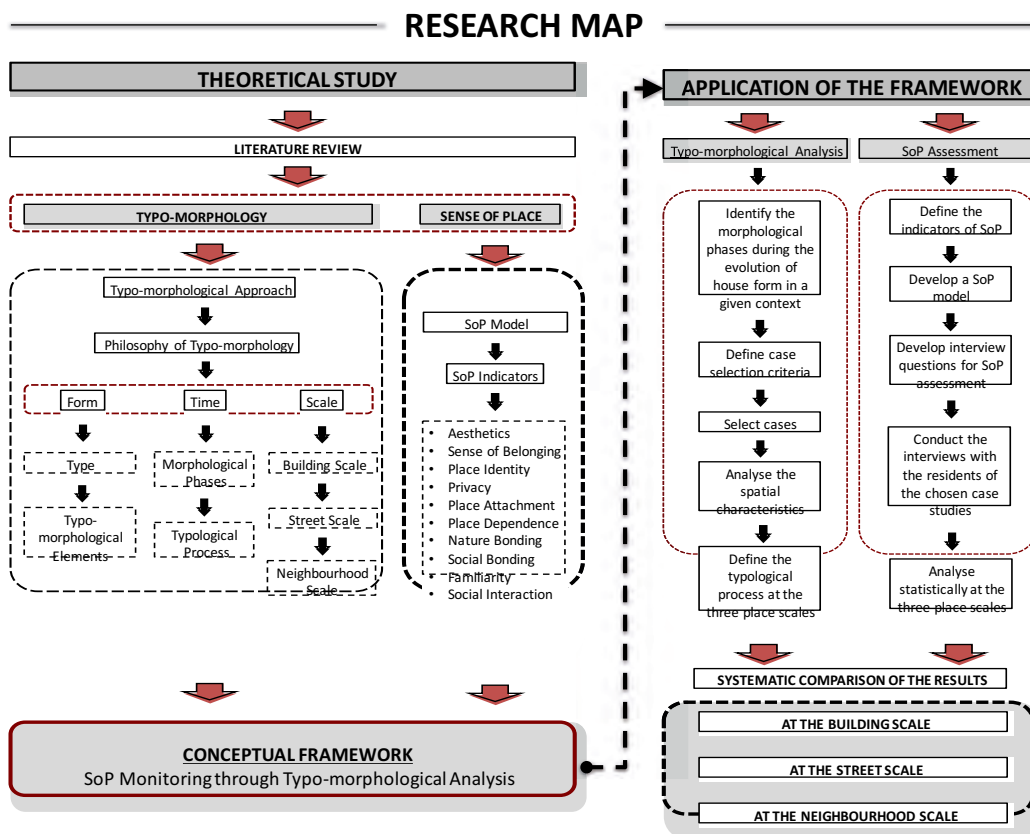 RESEARCH MAP
THEORETICAL STUDY
LITERATURE REVIEW
TYPO-MORPHOLOGY
SENSE OF PLACE
Typo-morphological Approach
Philosophy of Typo-morphology
Form
Time
Scale
Type
Morphological
Phases
Building Scale
Typo-
morphological
Elements
Typological
Process
Street Scale
Neighbourhood
Scale
SoP Model
SoP Indicators
• Aesthetics
• Sense of Belonging
• Place Identity
• Privacy
• Place Attachment
• Place Dependence
• Nature Bonding
• Social Bonding
• Familiarity
• Social Interaction
CONCEPTUAL FRAMEWORK
SoP Monitoring through Typo-morphological Analysis
APPLICATION OF THE FRAMEWORK
Typo-morphological Analysis
SoP Assessment
Identify the
morphological
phases during the
evolution of
house form in a
given context
Define case
selection criteria
Select cases
Analyse the
spatial
characteristics
Define the
typological
process at the
three place scales
Define the
indicators of SoP
Develop a SoP
model
Develop interview
questions for SoP
assessment
Conduct the
interviews with
the residents of
the chosen case
studies
Analyse
statistically at the
three place scales
SYSTEMATIC COMPARISON OF THE RESULTS
AT THE BUILDING SCALE
AT THE STREET SCALE
AT THE NEIGHBOURHOOD SCALE